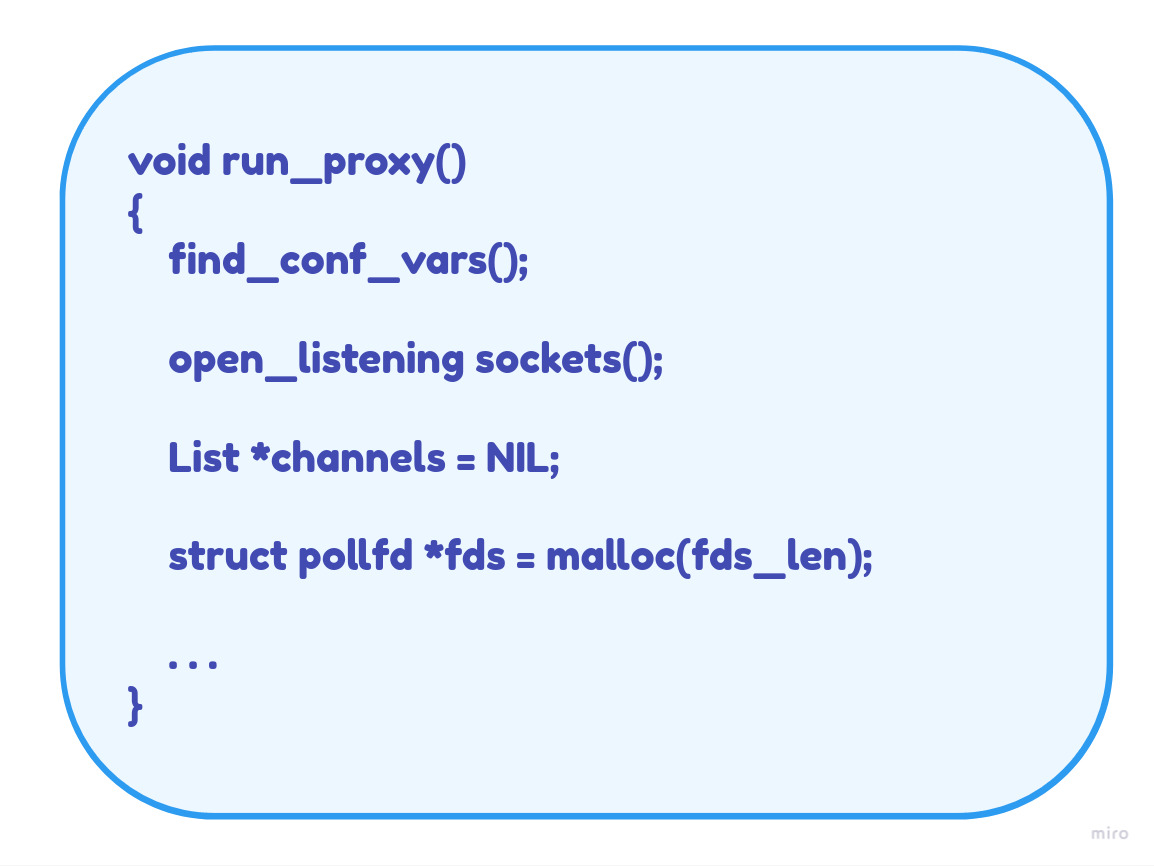 void run_proxy()
{
find_conf_vars();
open_listening sockets();
List *channels = NIL;
struct pollfd *fds = malloc(fds_len);
. . .
}
miro